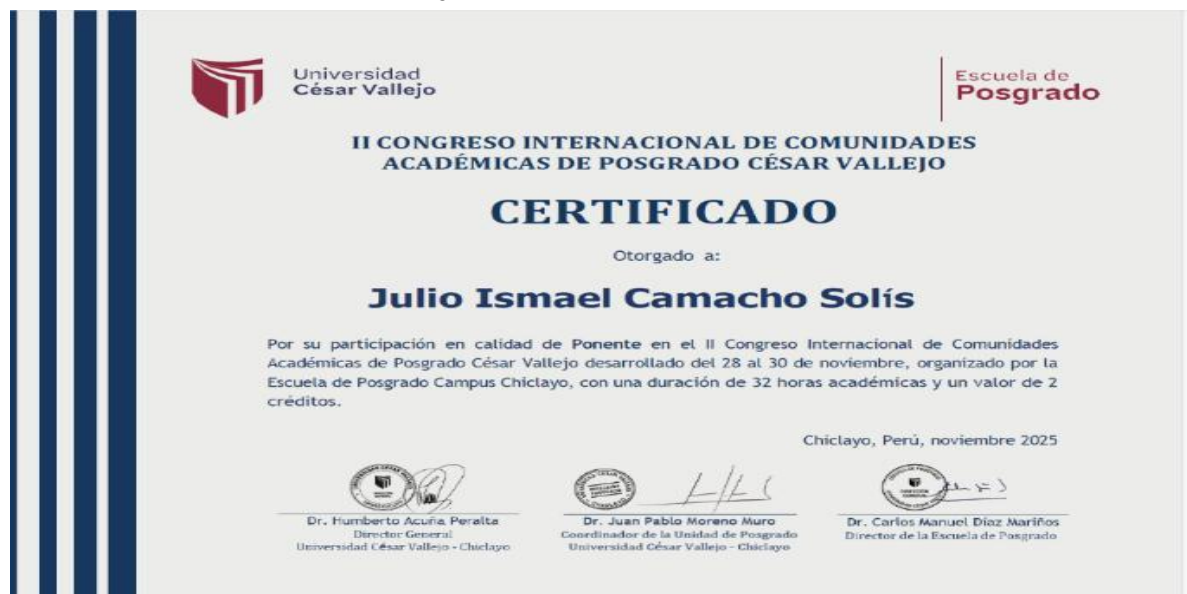 Universidad
César Vallejo
Escuela de
Posgrado
II CONGRESO INTERNACIONAL DE COMUNIDADES
ACADÉMICAS DE POSGRADO CÉSAR VALLEJO
CERTIFICADO
Otorgado a:
Julio Ismael Camacho Solís
Por su participación en calidad de Ponente en el II Congreso Internacional de Comunidades
Académicas de Posgrado César Vallejo desarrollado del 28 al 30 de noviembre, organizado por la
Escuela de Posgrado Campus Chiclayo, con una duración de 32 horas académicas y un valor de 2
créditos.
Chiclayo, Perú, noviembre 2025
Dr. Humberto Acuña Peralta
Director General
Universidad César Vallejo - Chiclayo
Dr. Juan Pablo Moreno Muro
Coordinador de la Unidad de Posgrado
Universidad César Vallejo - Chiclayo
Dr. Carlos Manuel Díaz Mariños
Director de la Escuela de Posgrado